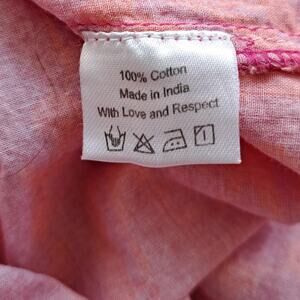 100% Cotton
Made in India
With Love and Respect